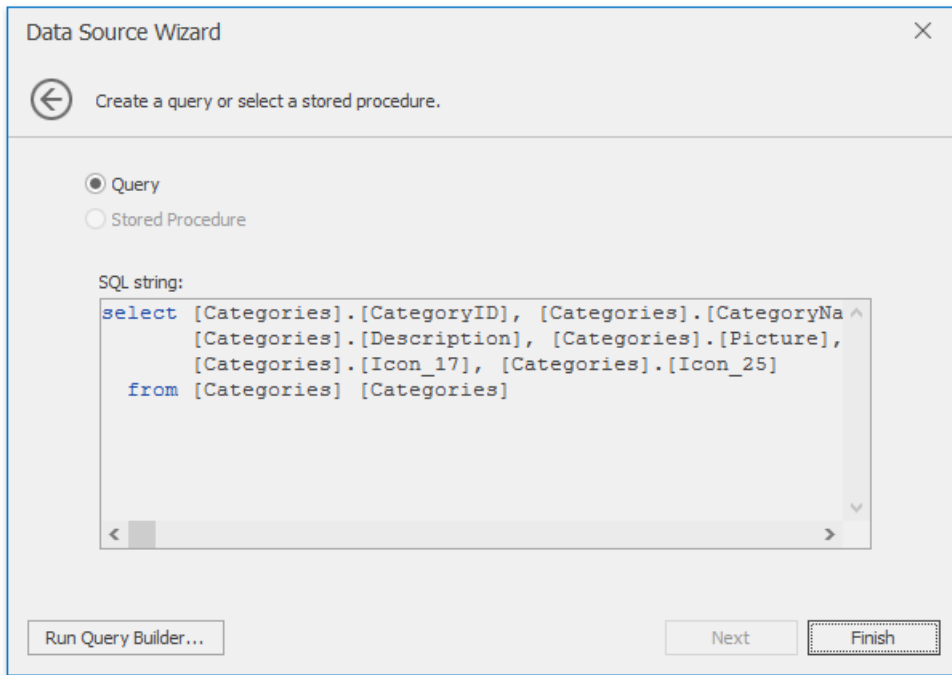 Data Source Wizard
Create a query or select a stored procedure.
Query
Stored Procedure
SQL string:
select [Categories].[CategoryID], [Categories].[CategoryNa
[Categories].[Description], [Categories].[Picture],
[Categories].[Icon_17], [Categories].[Icon_25]
from [Categories] [Categories]
Run Query Builder... Next Finish